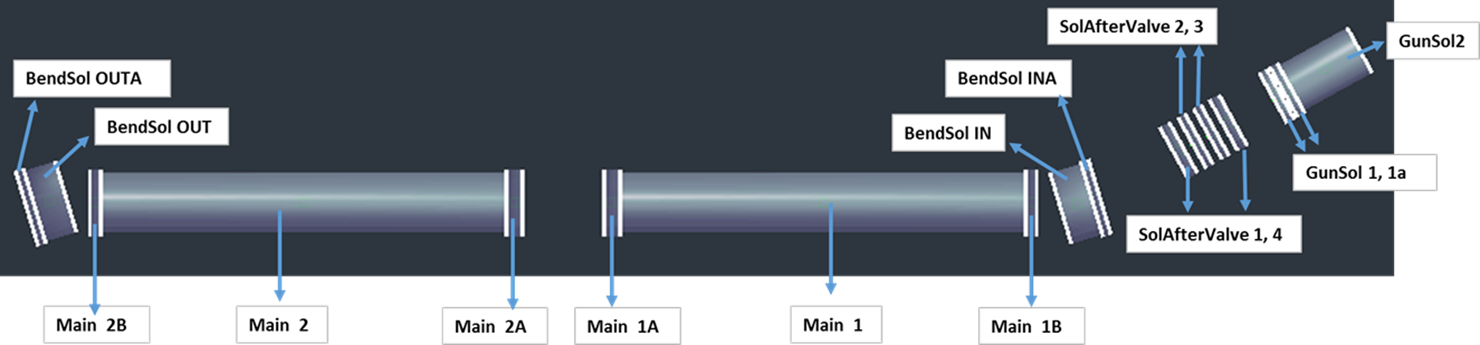 SolAfterValve 2, 3
GunSol2
BendSol OUTA
BendSol INA
BendSol OUT
BendSol IN
GunSol 1, 1a
SolAfterValve 1, 4
Main 2B
Main 2
Main 2A
Main 1A
Main 1
Main 1B